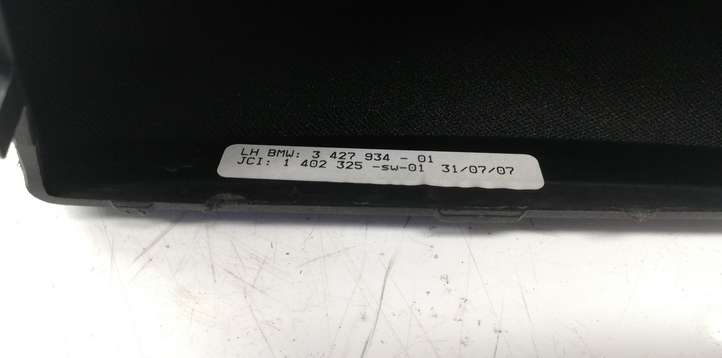 LH BMW: 3 427 934 - 01
JCI: 1 402 325 -sw-01 31/07/07